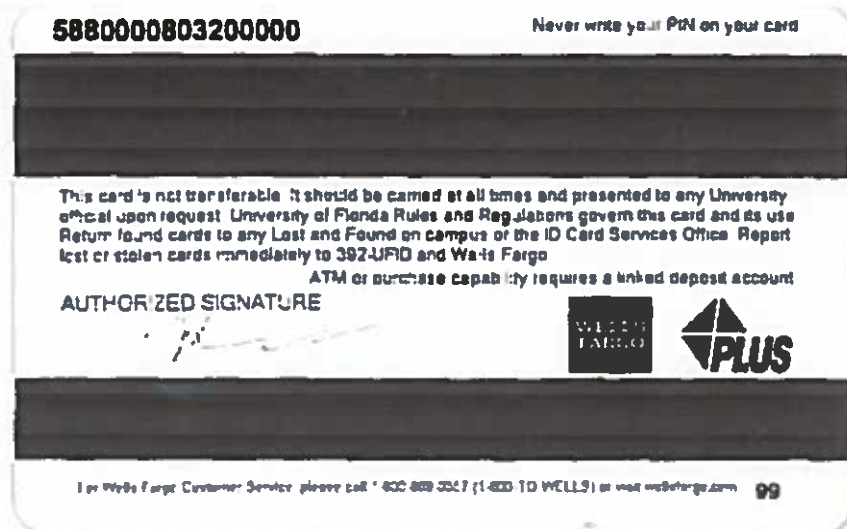 5880000803200000
Never write your PIN on your card
This card is not transferable. It should be carried at all times and presented to any University
official upon request. University of Florida Rules and Regulations govern this card and its use
Return found cards to any Lost and Found on campus or the ID Card Services Office. Report
lost or stolen cards immediately to 392-UFID and Wells Fargo
ATM or purchase capability requires a linked deposit account
AUTHORIZED SIGNATURE
WELLS
FARGO
PLUS
For Wells Fargo Customer Service, please call (1-800-TO WELLS) or visit wellsfargo.com
99